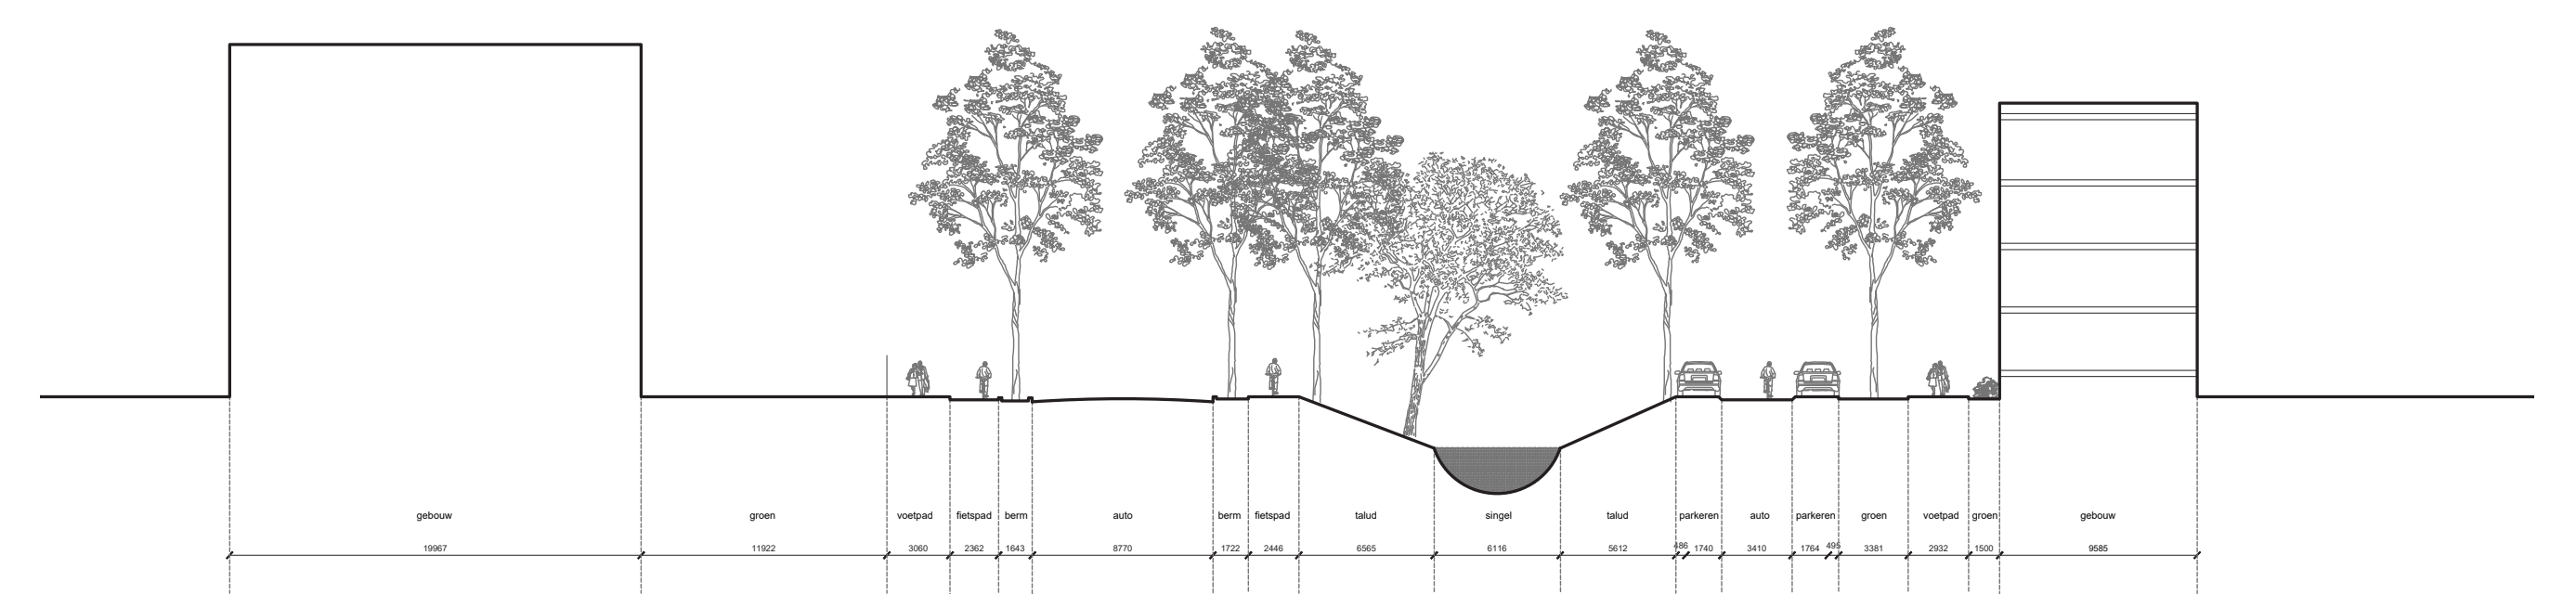 gebouw groen voetpad fietspad berm auto berm fietspad talud singel talud parkeren auto parkeren groen voetpad groen gebouw
19967 11922 3060 2362 1643 8770 1722 2446 6565 6116 5612 486 1740 3410 1764 495 3381 2932 1500 9585